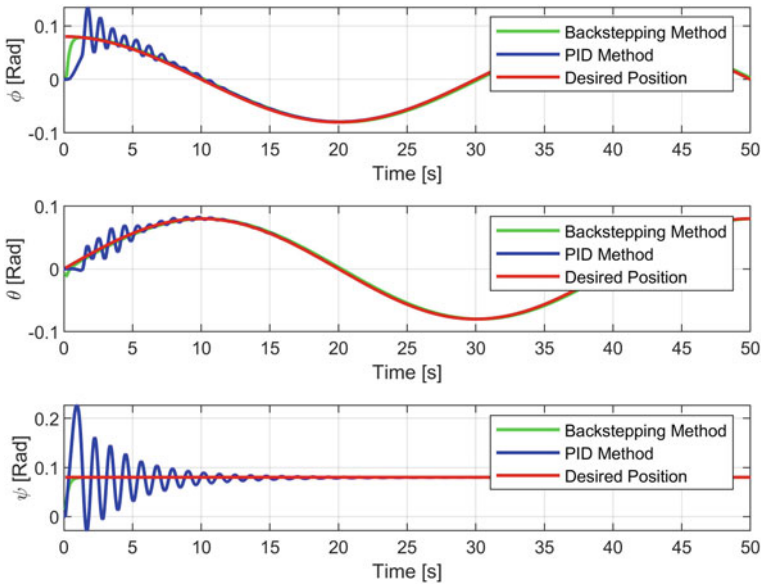 0.1
0
-0.1
ϕ [Rad]
Backstepping Method
PID Method
Desired Position
0 5 10 15 20 25 30 35 40 45 50
Time [s]
0.1
0
-0.1
θ [Rad]
Backstepping Method
PID Method
Desired Position
0 5 10 15 20 25 30 35 40 45 50
Time [s]
0.2
0.1
0
ψ [Rad]
Backstepping Method
PID Method
Desired Position
0 5 10 15 20 25 30 35 40 45 50
Time [s]